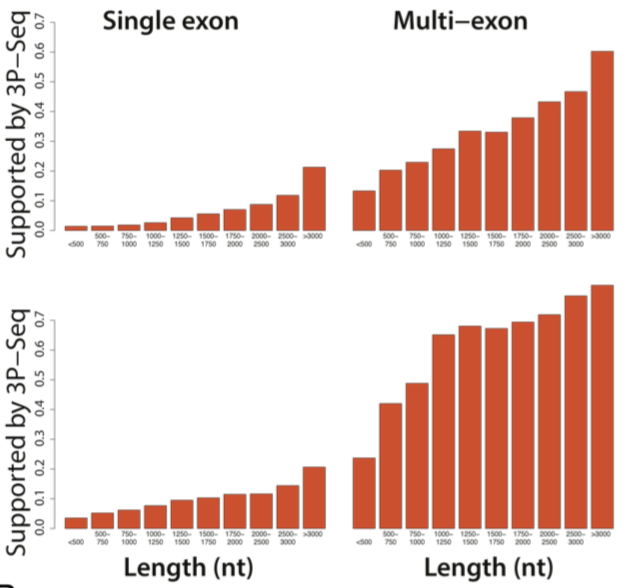 Single exon
Multi−exon
Supported by 3P−Seq
0.0 0.1 0.2 0.3 0.4 0.5 0.6 0.7
<500 500− 750− 1000− 1250− 1500− 1750− 2000− 2500− >3000
750 1000 1250 1500 1750 2000 2500 3000
<500 500− 750− 1000− 1250− 1500− 1750− 2000− 2500− >3000
750 1000 1250 1500 1750 2000 2500 3000
Supported by 3P−Seq
0.0 0.1 0.2 0.3 0.4 0.5 0.6 0.7
<500 500− 750− 1000− 1250− 1500− 1750− 2000− 2500− >3000
750 1000 1250 1500 1750 2000 2500 3000
<500 500− 750− 1000− 1250− 1500− 1750− 2000− 2500− >3000
750 1000 1250 1500 1750 2000 2500 3000
Length (nt)
Length (nt)